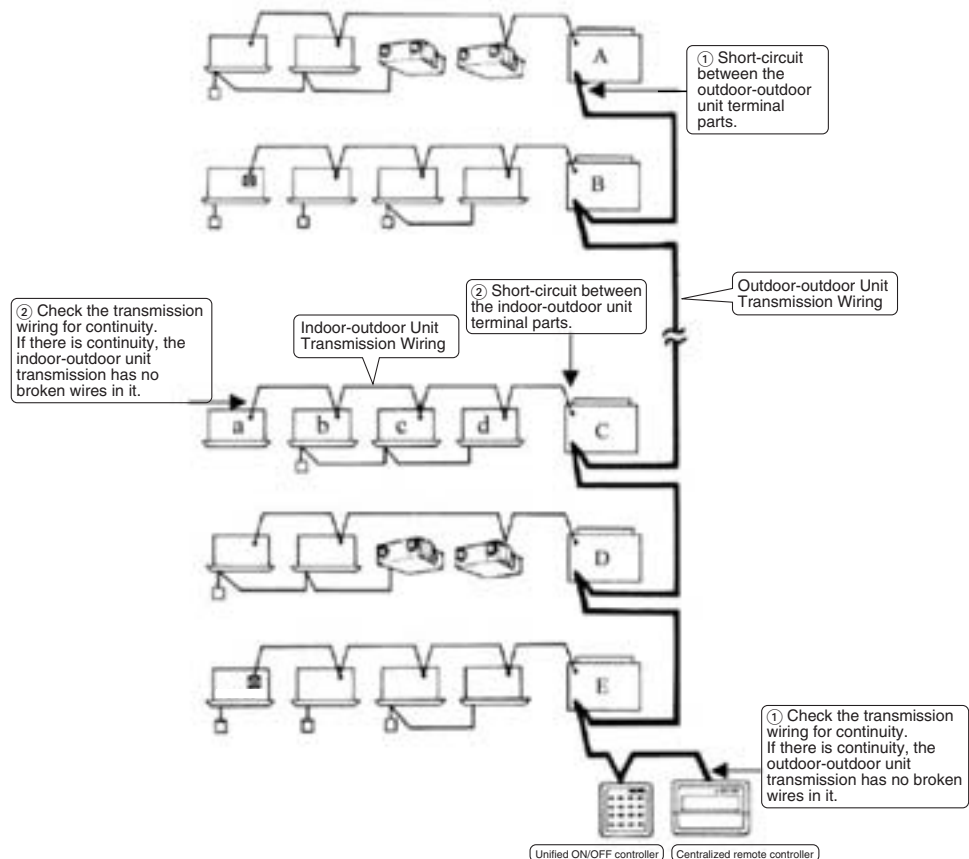 A
① Short-circuit
between the
outdoor-outdoor
unit terminal
parts.
B
Outdoor-outdoor Unit
Transmission Wiring
② Short-circuit between
the indoor-outdoor unit
terminal parts.
② Check the transmission
wiring for continuity.
If there is continuity, the
indoor-outdoor unit
transmission has no
broken wires in it.
Indoor-outdoor Unit
Transmission Wiring
a b c d C
D
E
① Check the transmission
wiring for continuity.
If there is continuity, the
outdoor-outdoor unit
transmission has no broken
wires in it.
Unified ON/OFF controller Centralized remote controller